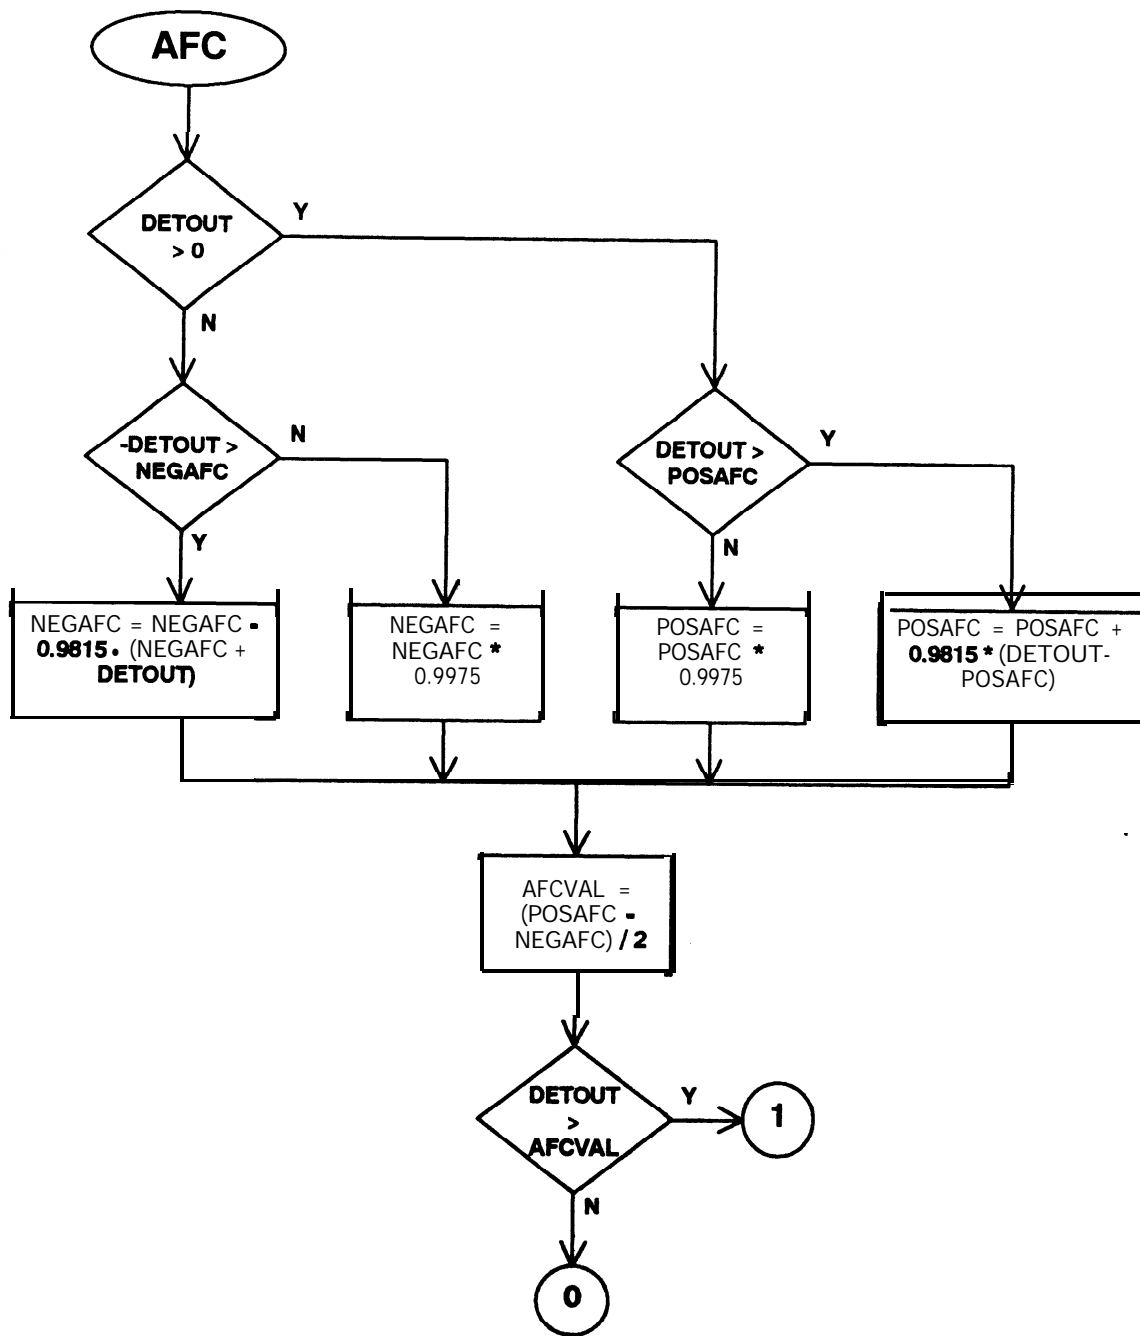 AFC
DETOUT
> 0
Y
N
-DETOUT >
NEGAFC
N
Y
DETOUT >
POSAFC
Y
N
NEGAFC = NEGAFC -
0.9815• (NEGAFC +
DETOUT)
NEGAFC =
NEGAFC *
0.9975
POSAFC =
POSAFC *
0.9975
POSAFC = POSAFC +
0.9815 * (DETOUT-
POSAFC)
AFCVAL =
(POSAFC -
NEGAFC) / 2
DETOUT
>
AFCVAL
Y
1
N
0